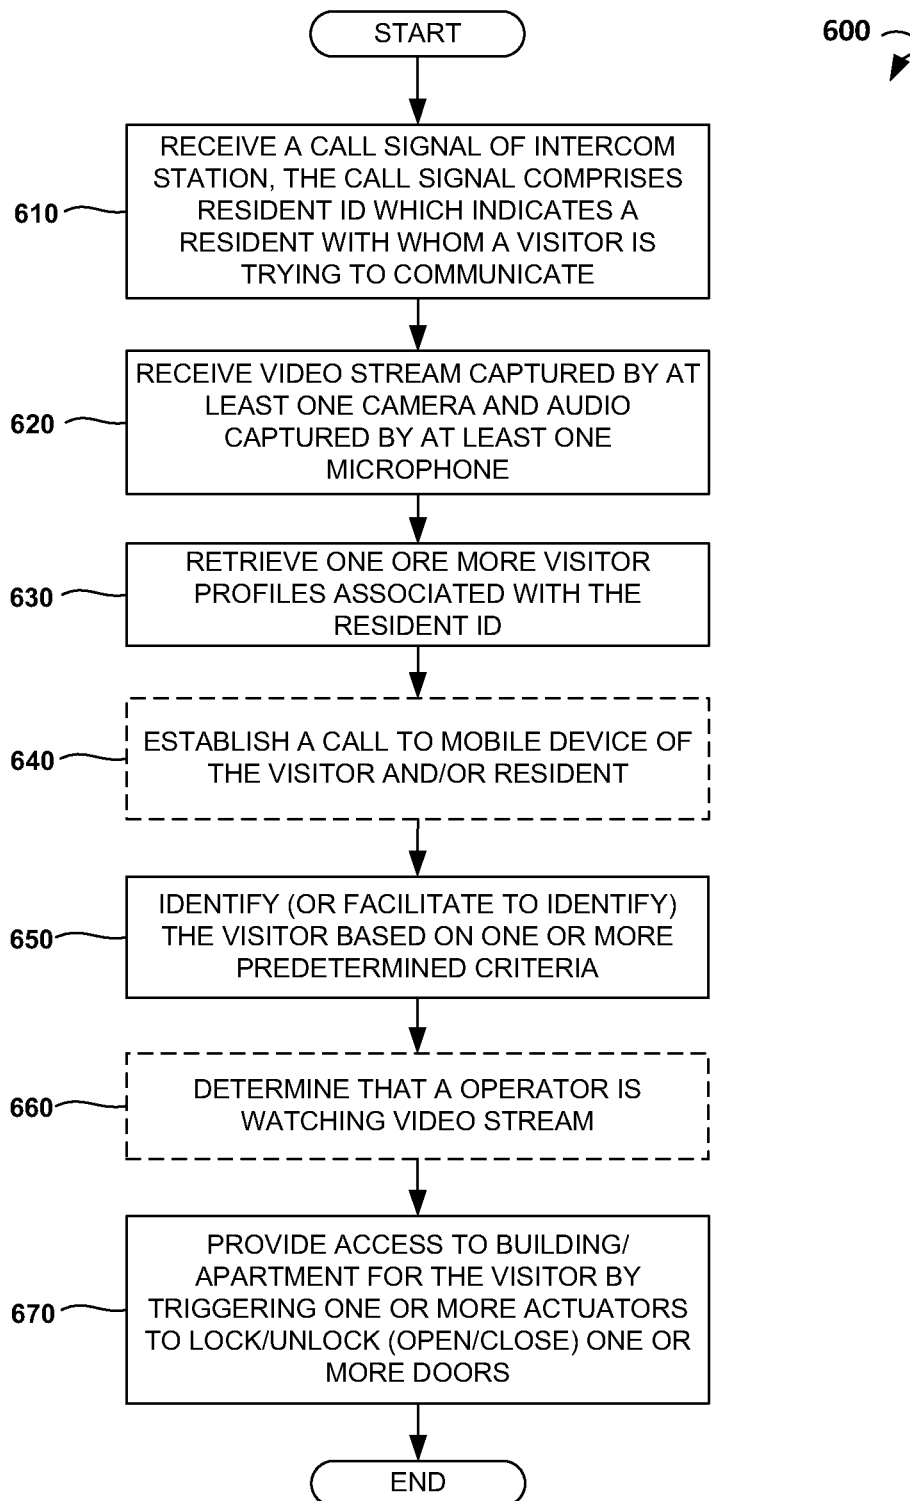 START
600
RECEIVE A CALL SIGNAL OF INTERCOM
STATION, THE CALL SIGNAL COMPRISES
RESIDENT ID WHICH INDICATES A
RESIDENT WITH WHOM A VISITOR IS
TRYING TO COMMUNICATE
610
RECEIVE VIDEO STREAM CAPTURED BY AT
LEAST ONE CAMERA AND AUDIO
CAPTURED BY AT LEAST ONE
MICROPHONE
620
RETRIEVE ONE ORE MORE VISITOR
PROFILES ASSOCIATED WITH THE
RESIDENT ID
630
ESTABLISH A CALL TO MOBILE DEVICE OF
THE VISITOR AND/OR RESIDENT
640
IDENTIFY (OR FACILITATE TO IDENTIFY)
THE VISITOR BASED ON ONE OR MORE
PREDETERMINED CRITERIA
650
DETERMINE THAT A OPERATOR IS
WATCHING VIDEO STREAM
660
PROVIDE ACCESS TO BUILDING/
APARTMENT FOR THE VISITOR BY
TRIGGERING ONE OR MORE ACTUATORS
TO LOCK/UNLOCK (OPEN/CLOSE) ONE OR
MORE DOORS
670
END